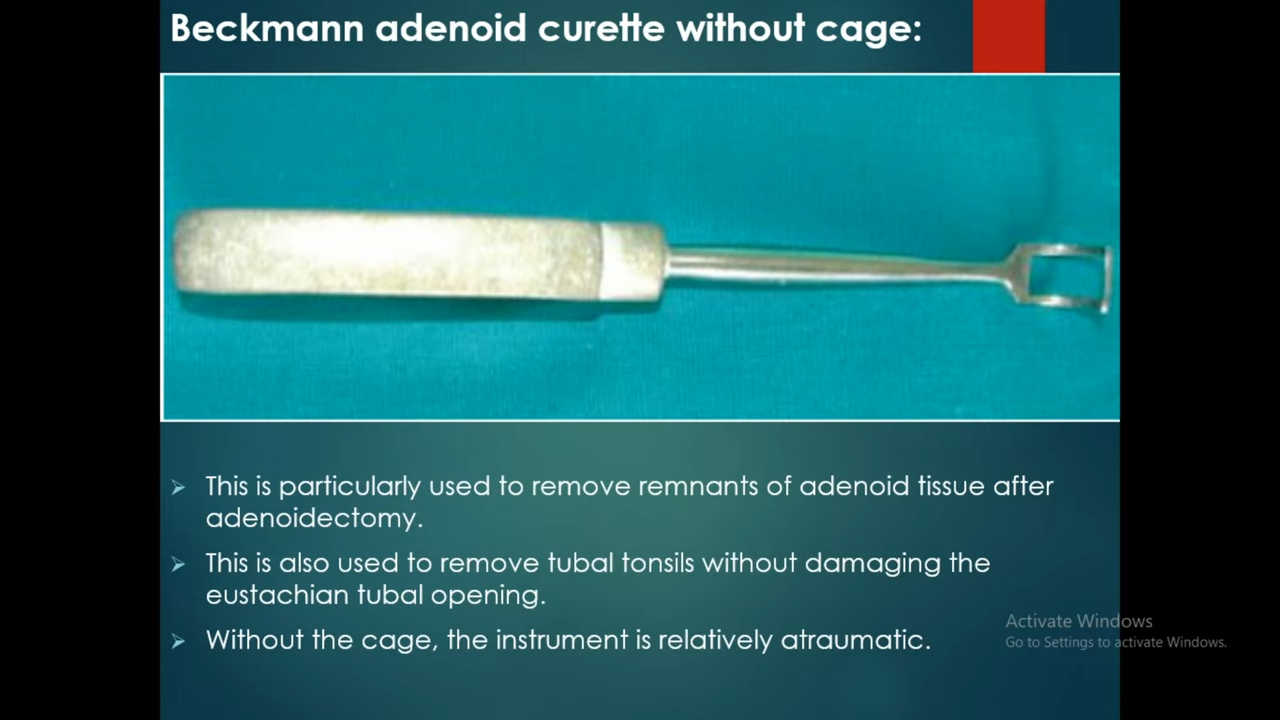 Beckmann adenoid curette without cage:
This is particularly used to remove remnants of adenoid tissue after
adenoidectomy.
This is also used to remove tubal tonsils without damaging the
eustachian tubal opening.
Without the cage, the instrument is relatively atraumatic.
Activate Windows
Go to Settings to activate Windows.